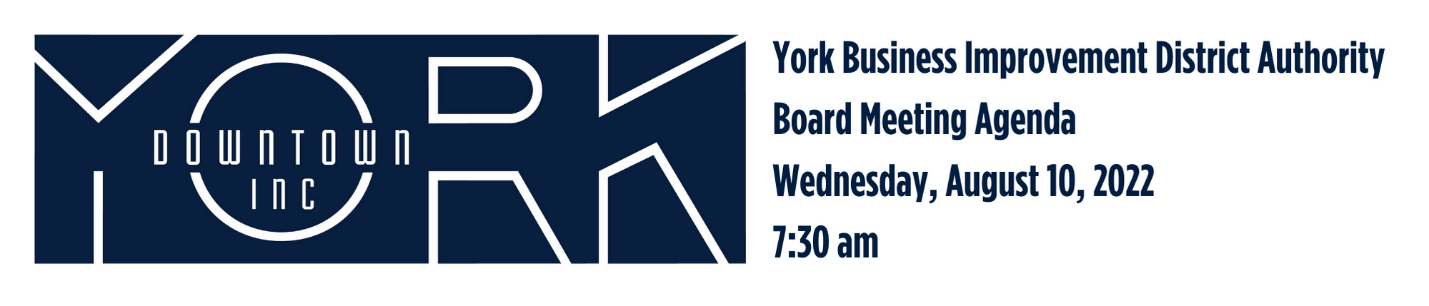 YORK
DOWNTOWN
INC
York Business Improvement District Authority
Board Meeting Agenda
Wednesday, August 10, 2022
7:30 am